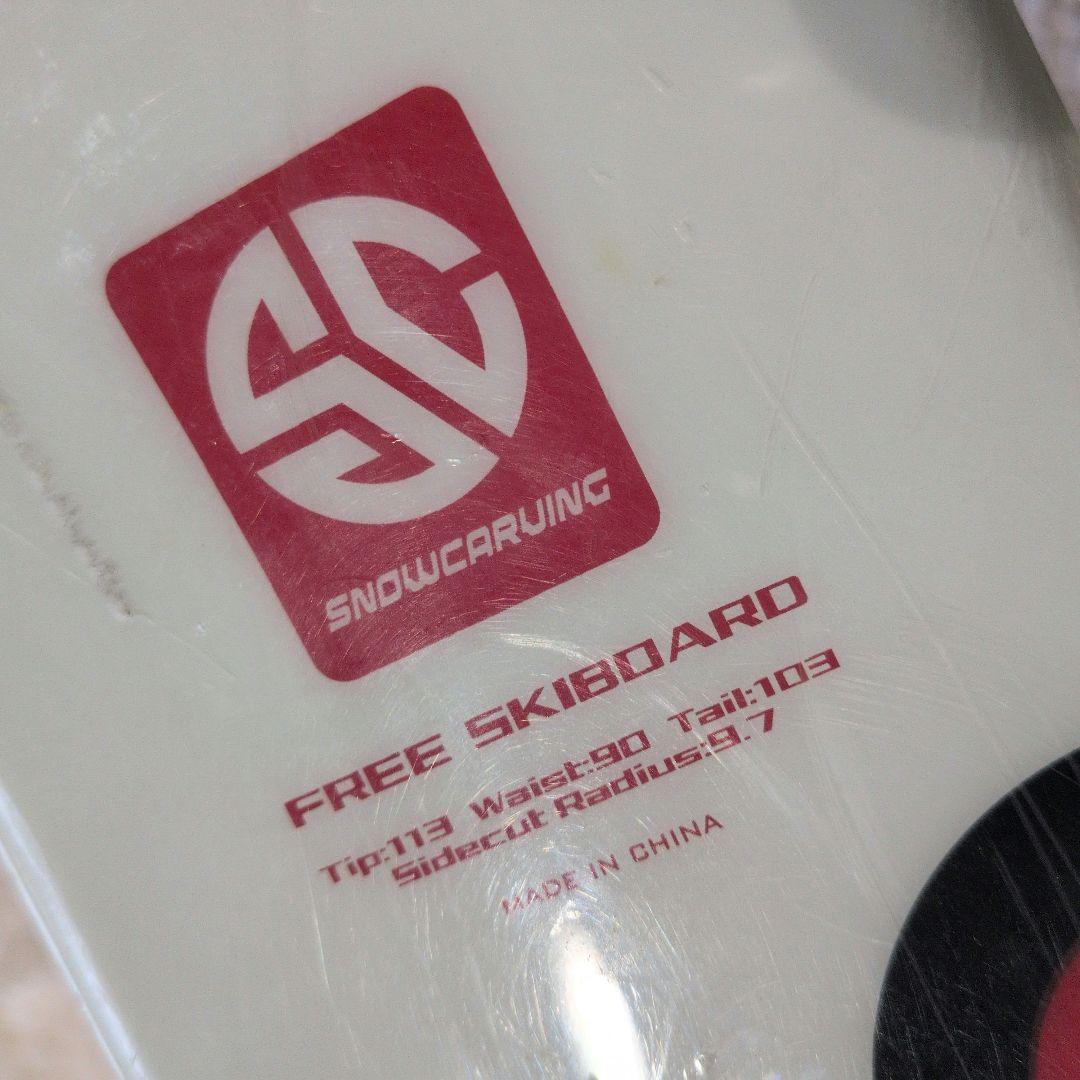 SNOWCARVING
FREE SKIBOARD
Tip:113 Waist:90 Tail:103
Sidecut Radius:9.7
MADE IN CHINA